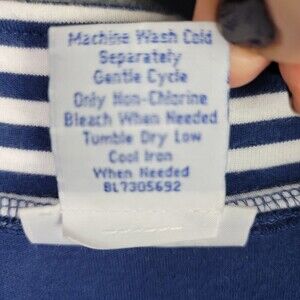 Machine Wash Cold
Separately
Gentle Cycle
Only Non-Chlorine
Bleach When Needed
Tumble Dry Low
Cool Iron
When Needed
BL7305692